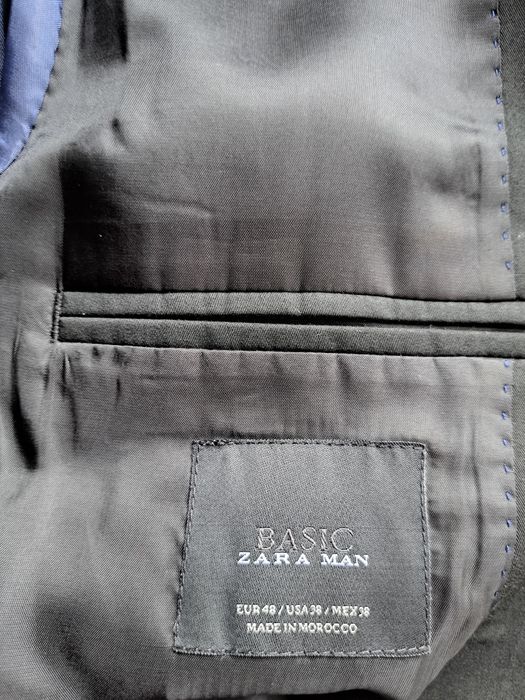 BASIC
ZARA MAN
EUR 48 / USA 38 / MEX 38
MADE IN MOROCCO